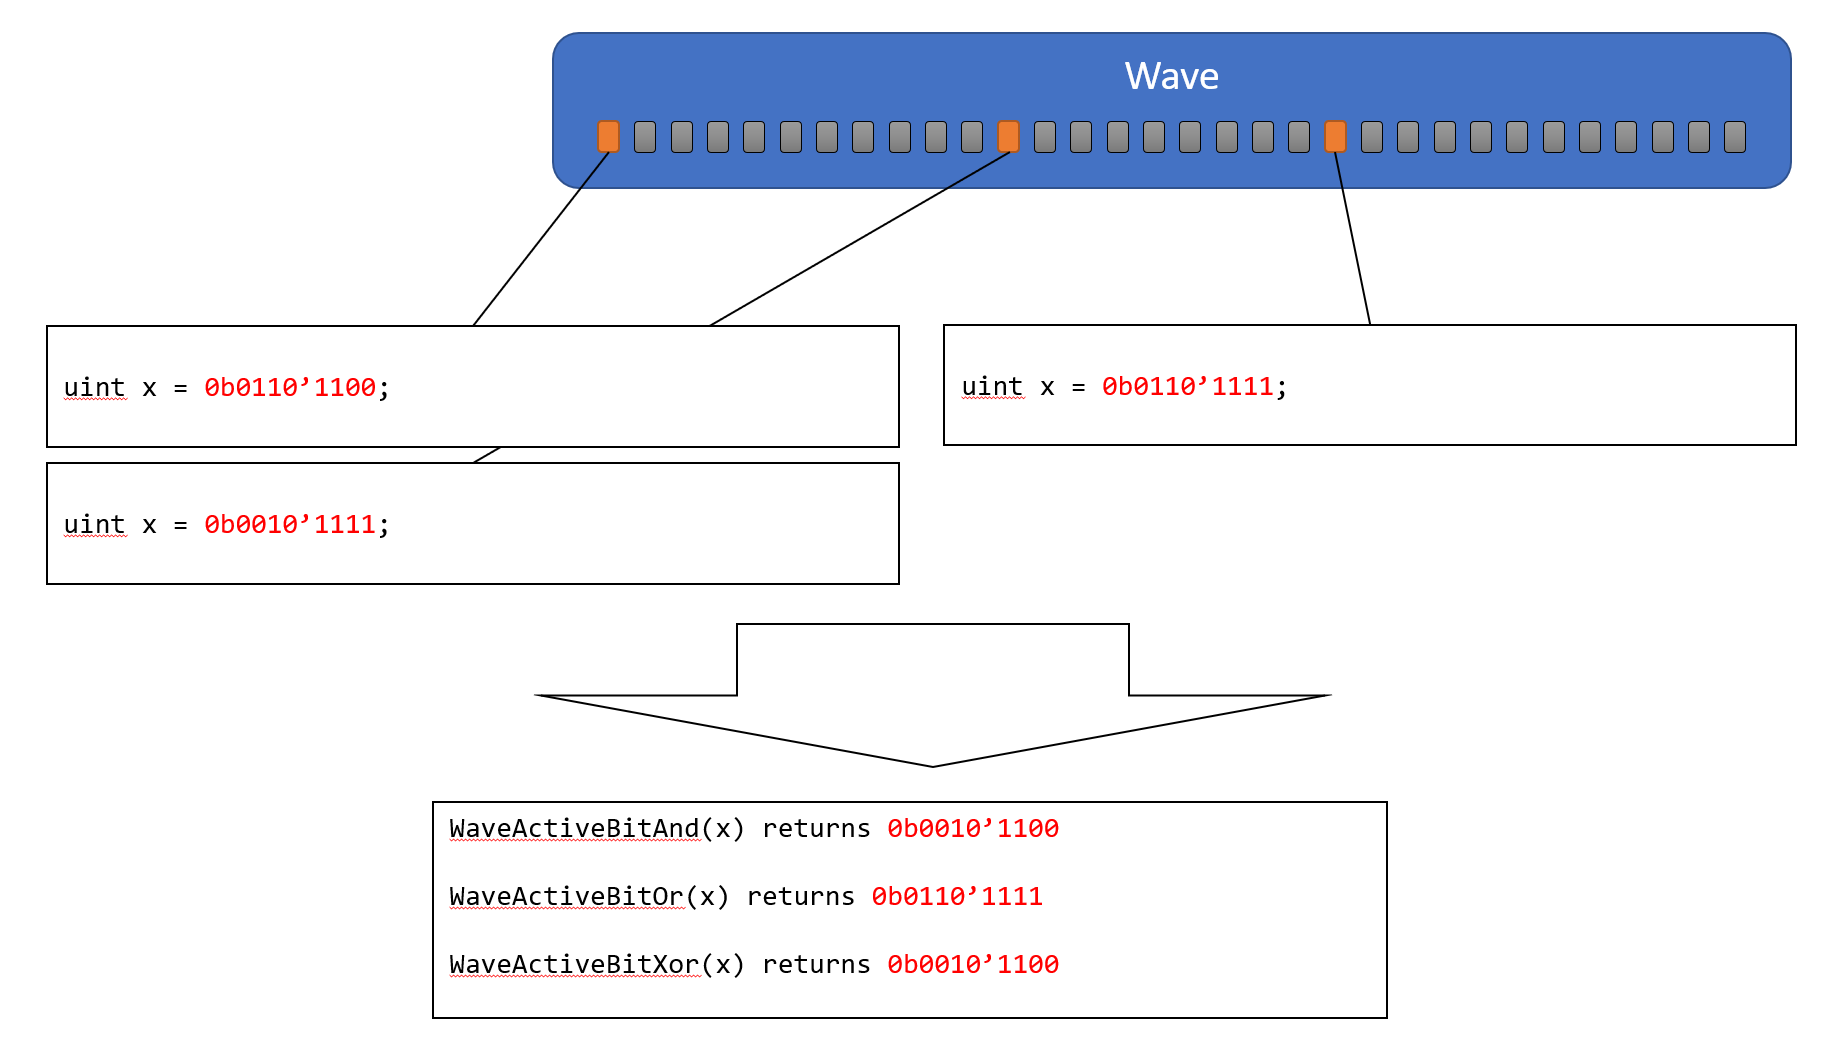 Wave
uint x = 0b0110’1100;
uint x = 0b0110’1111;
uint x = 0b0010’1111;
WaveActiveBitAnd(x) returns 0b0010’1100
WaveActiveBitOr(x) returns 0b0110’1111
WaveActiveBitXor(x) returns 0b0010’1100